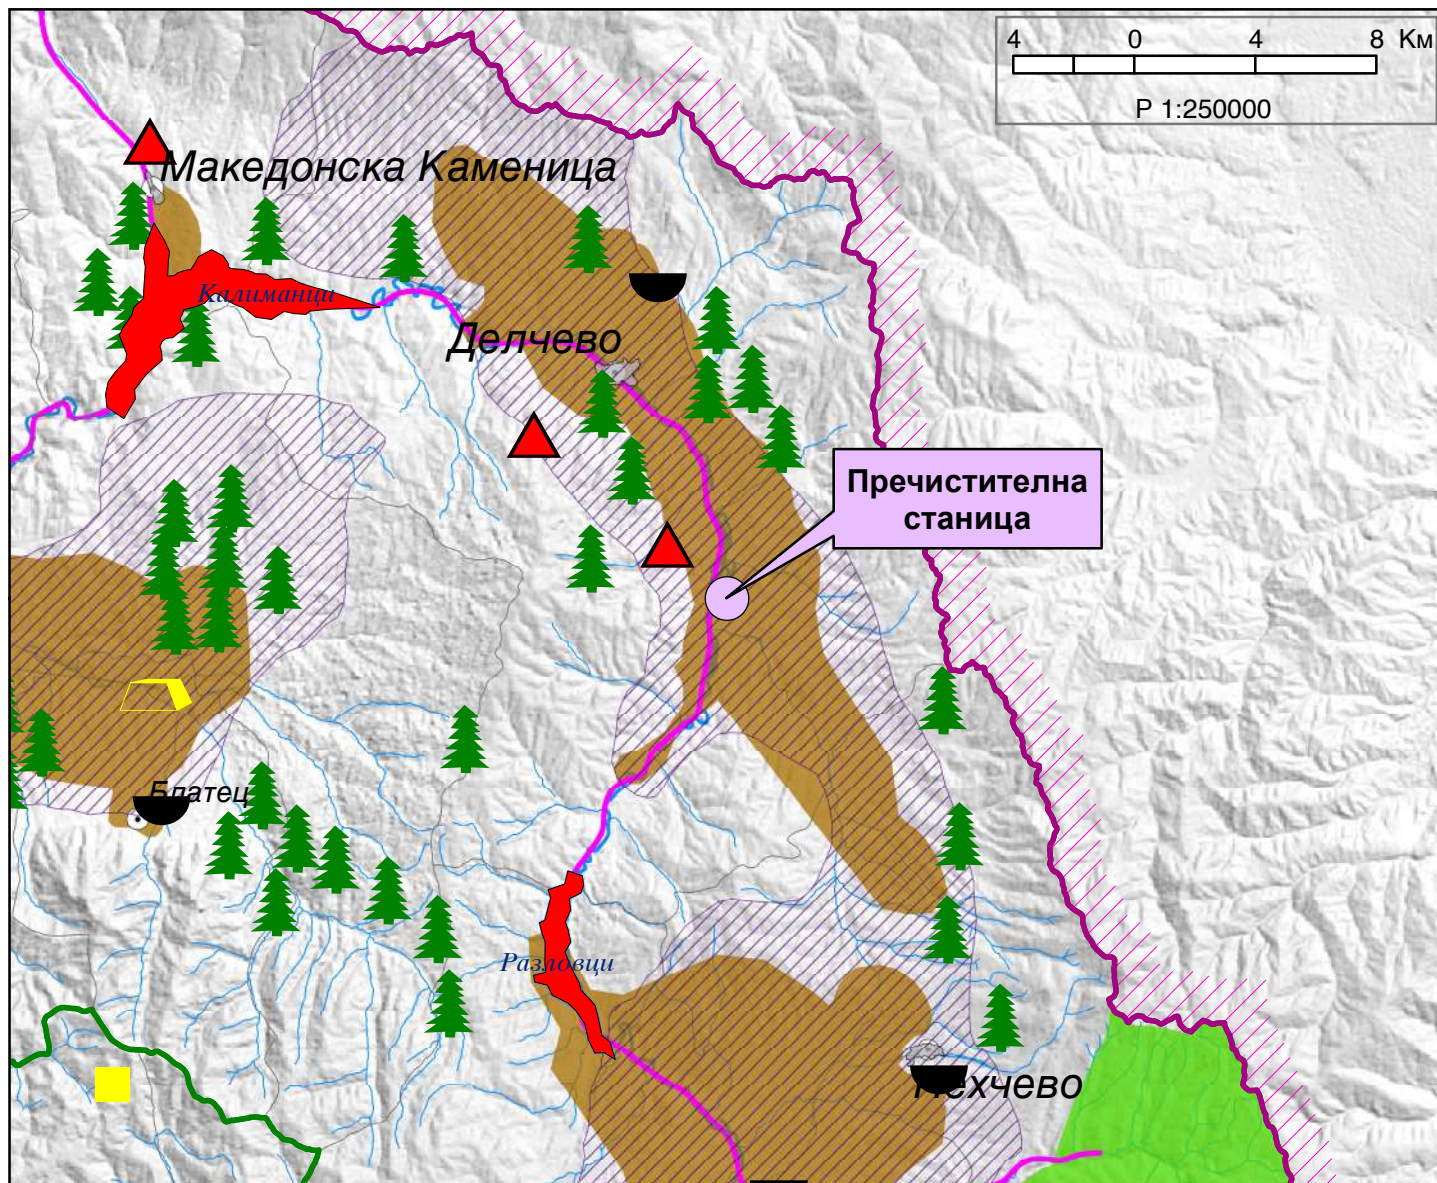 4 0 4 8 Км
Р 1:250000
Македонска Каменица
Калиманци
Делчево
Пречистителна
станица
Блатец
Разловци
Пехчево